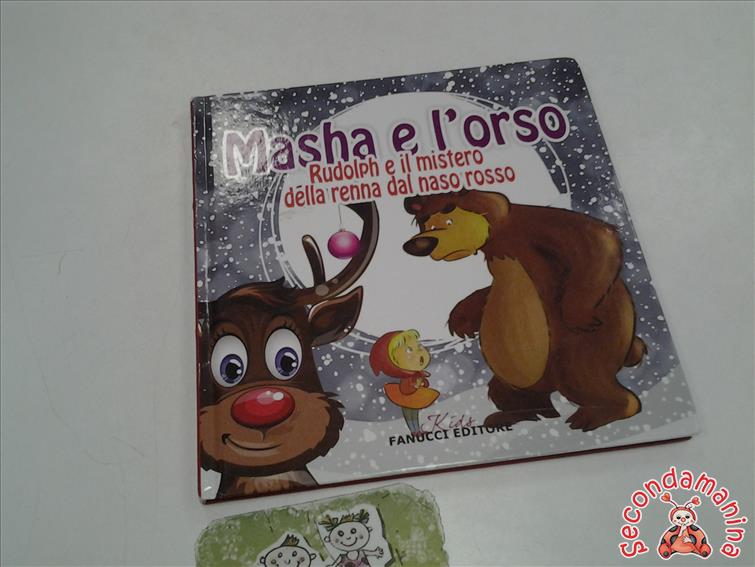 Masha e l'orso
Rudolph e il mistero
della renna dal naso rosso
Kids
FANUCCI EDITORE
secondamanina